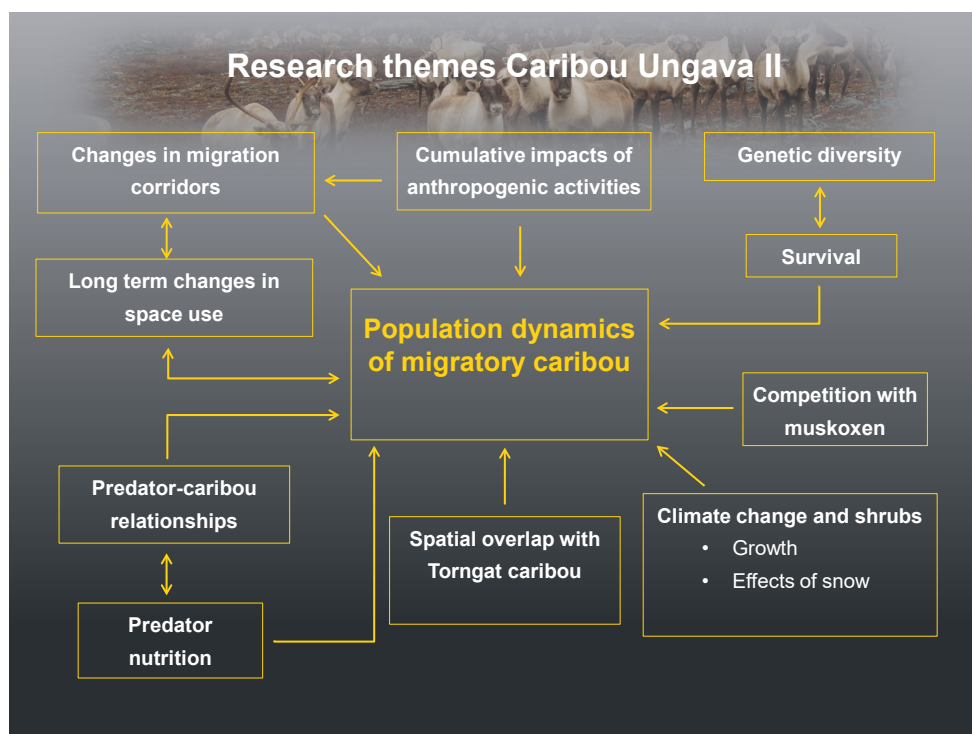 Research themes Caribou Ungava II
Changes in migration
corridors
Cumulative impacts of
anthropogenic activities
Genetic diversity
Survival
Long term changes in
space use
Population dynamics
of migratory caribou
Competition with
muskoxen
Predator-caribou
relationships
Spatial overlap with
Torngat caribou
Climate change and shrubs
• Growth
• Effects of snow
Predator
nutrition